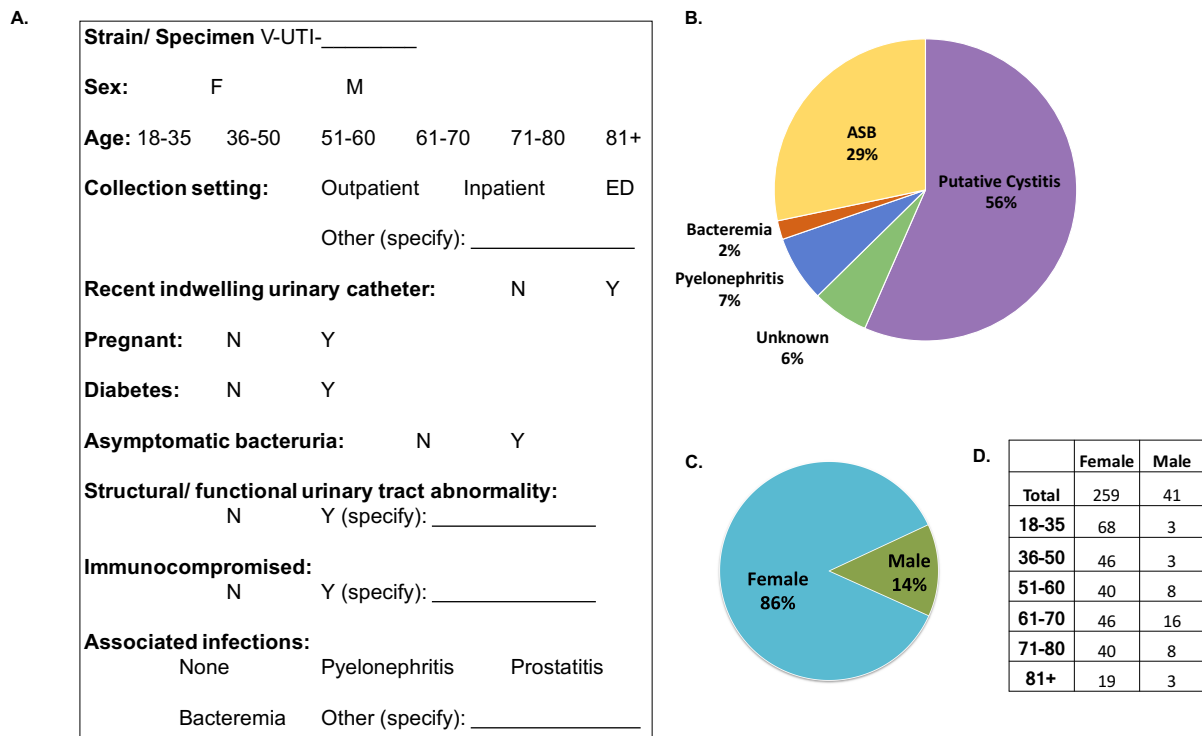 A.
Strain/ Specimen V-UTI-________
Sex: F M
Age: 18-35 36-50 51-60 61-70 71-80 81+
Collection setting: Outpatient Inpatient ED
Other (specify): ______________
Recent indwelling urinary catheter: N Y
Pregnant: N Y
Diabetes: N Y
Asymptomatic bacteruria: N Y
Structural/ functional urinary tract abnormality:
N Y (specify): ______________
Immunocompromised:
N Y (specify): ______________
Associated infections:
None Pyelonephritis Prostatitis
Bacteremia Other (specify): ______________
B.
ASB
29%
Putative Cystitis
56%
Bacteremia
2%
Pyelonephritis
7%
Unknown
6%
C.
Female
86%
Male
14%
D.
Female Male
Total 259 41
18-35 68 3
36-50 46 3
51-60 40 8
61-70 46 16
71-80 40 8
81+ 19 3